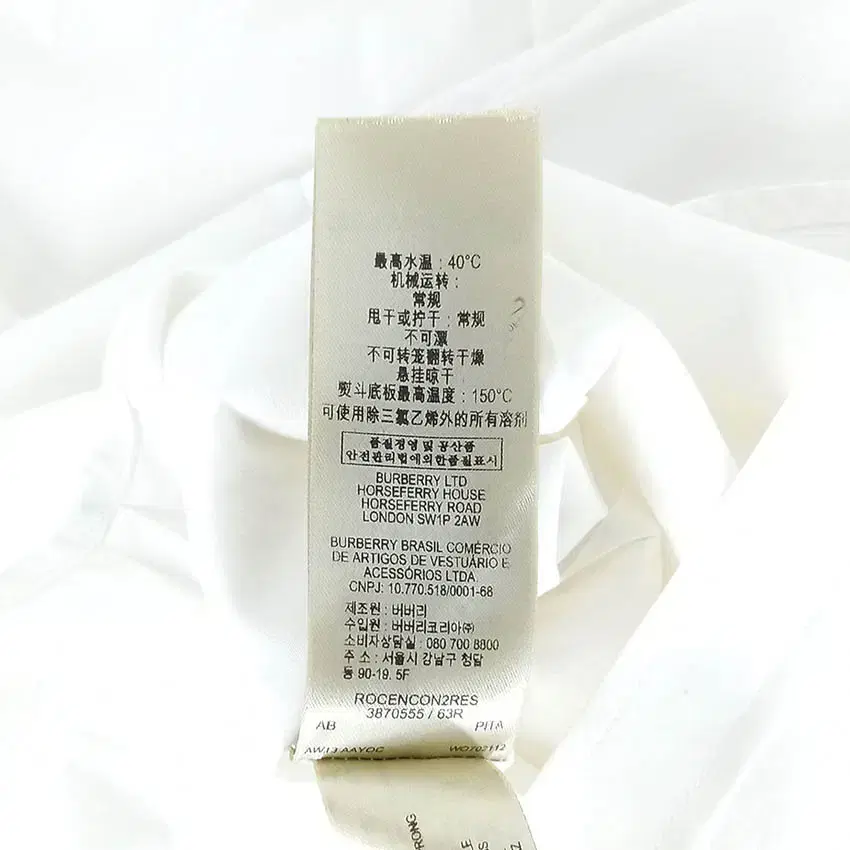 最高水温 : 40°C
机械运转 :
常规
甩干或拧干 : 常规
不可漂
不可转笼翻转干燥
悬挂晾干
熨斗底板最高温度 : 150°C
可使用除三氯乙烯外的所有溶剂
품질경영 및 공산품
안전관리법에의한품질표시
BURBERRY LTD
HORSEFERRY HOUSE
HORSEFERRY ROAD
LONDON SW1P 2AW
BURBERRY BRASIL COMÉRCIO
DE ARTIGOS DE VESTUÁRIO E
ACESSÓRIOS LTDA.
CNPJ: 10.770.518/0001-68
제조원 : 버버리
수입원 : 버버리코리아㈜
소비자상담실 : 080 700 8800
주 소 : 서울시 강남구 청담
동 90-19. 5F
ROCENCON2RES
3870555 / 63R
AB PITA
AW13 AAYOC WO702112